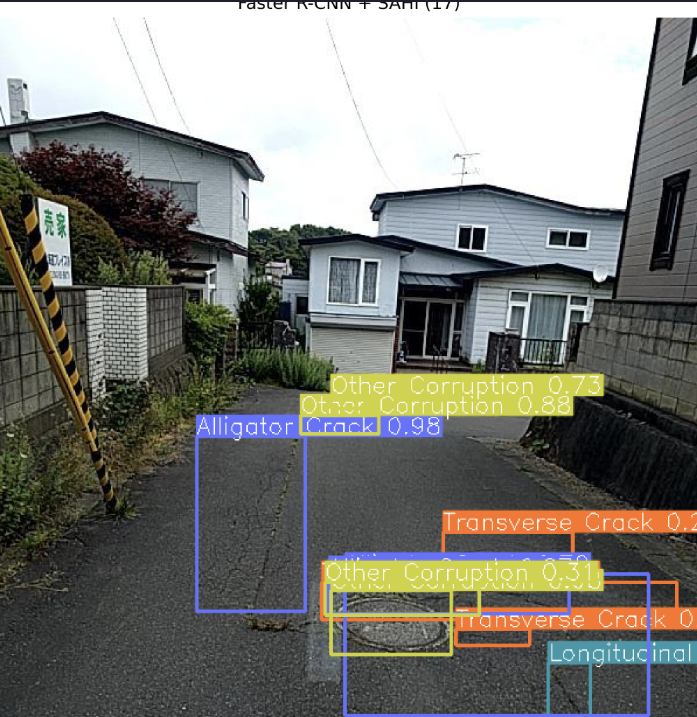 Faster R-CNN + SAHI (17)
売家
Other Corruption 0.73
Other Corruption 0.88
Alligator Crack 0.98
Transverse Crack 0.2
Other Corruption 0.31
Transverse Crack 0
Longitudinal